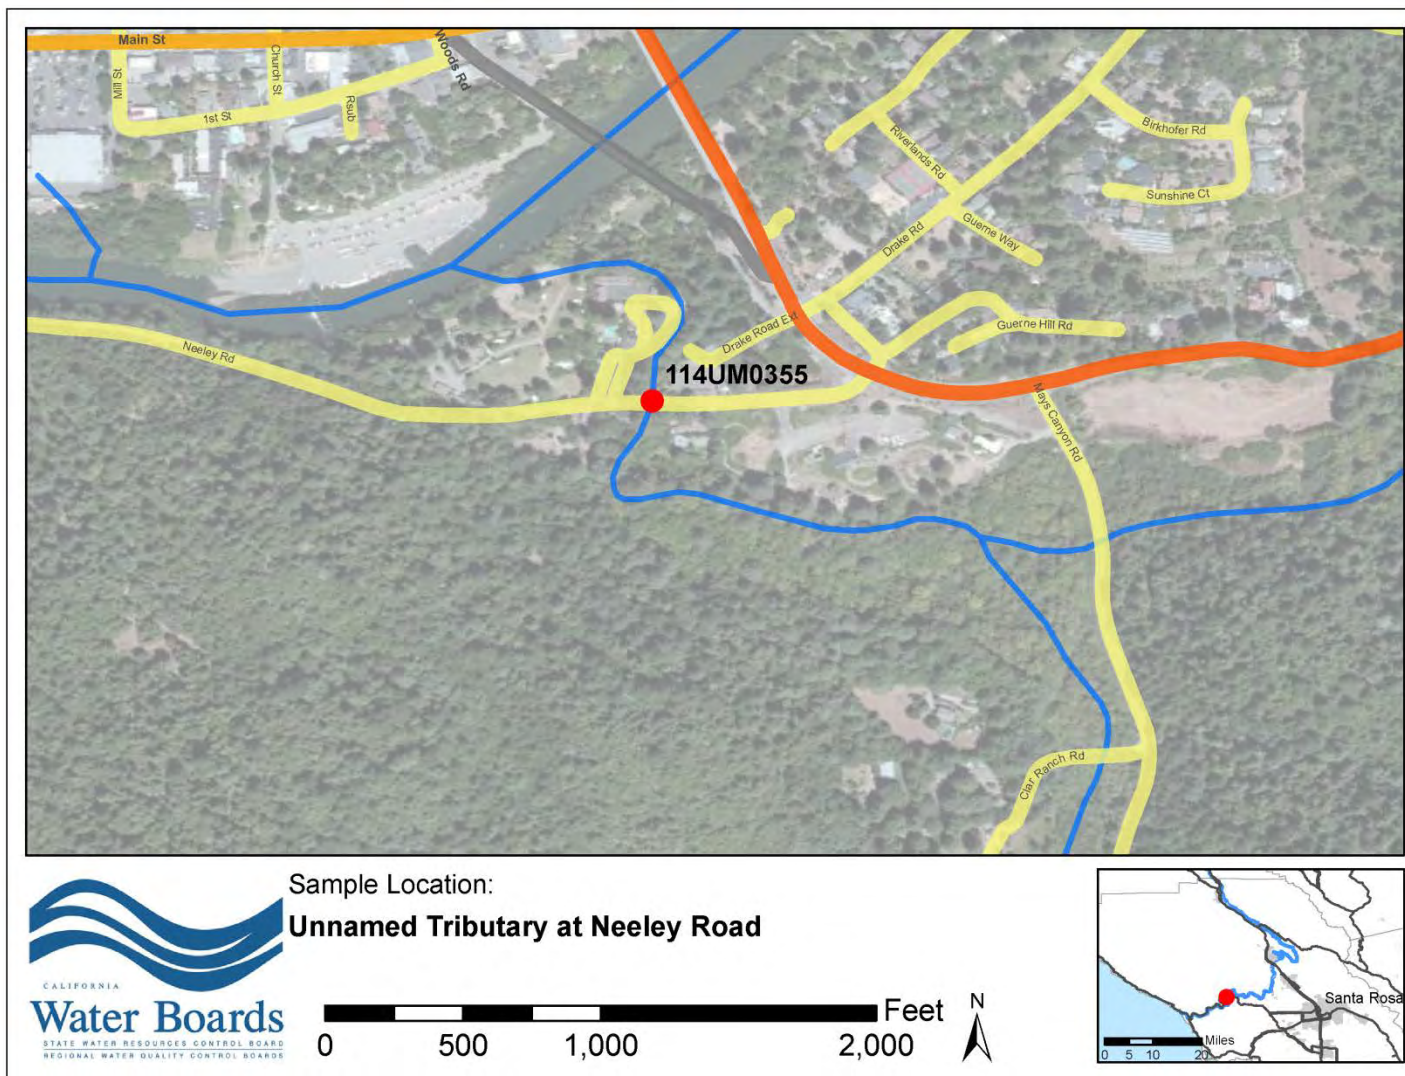 Main St
Mill St
Church St
1st St
Rsub
Woods Rd
Riverlands Rd
Birkhofer Rd
Sunshine Ct
Guerne Way
Drake Rd
Drake Road Ext
Guerne Hill Rd
Neeley Rd
114UM0355
Mays Canyon Rd
Clar Ranch Rd
Sample Location:
Unnamed Tributary at Neeley Road
CALIFORNIA
Water Boards
STATE WATER RESOURCES CONTROL BOARD
REGIONAL WATER QUALITY CONTROL BOARDS
Feet
0 500 1,000 2,000
N
Santa Rosa
Miles
0 5 10 20